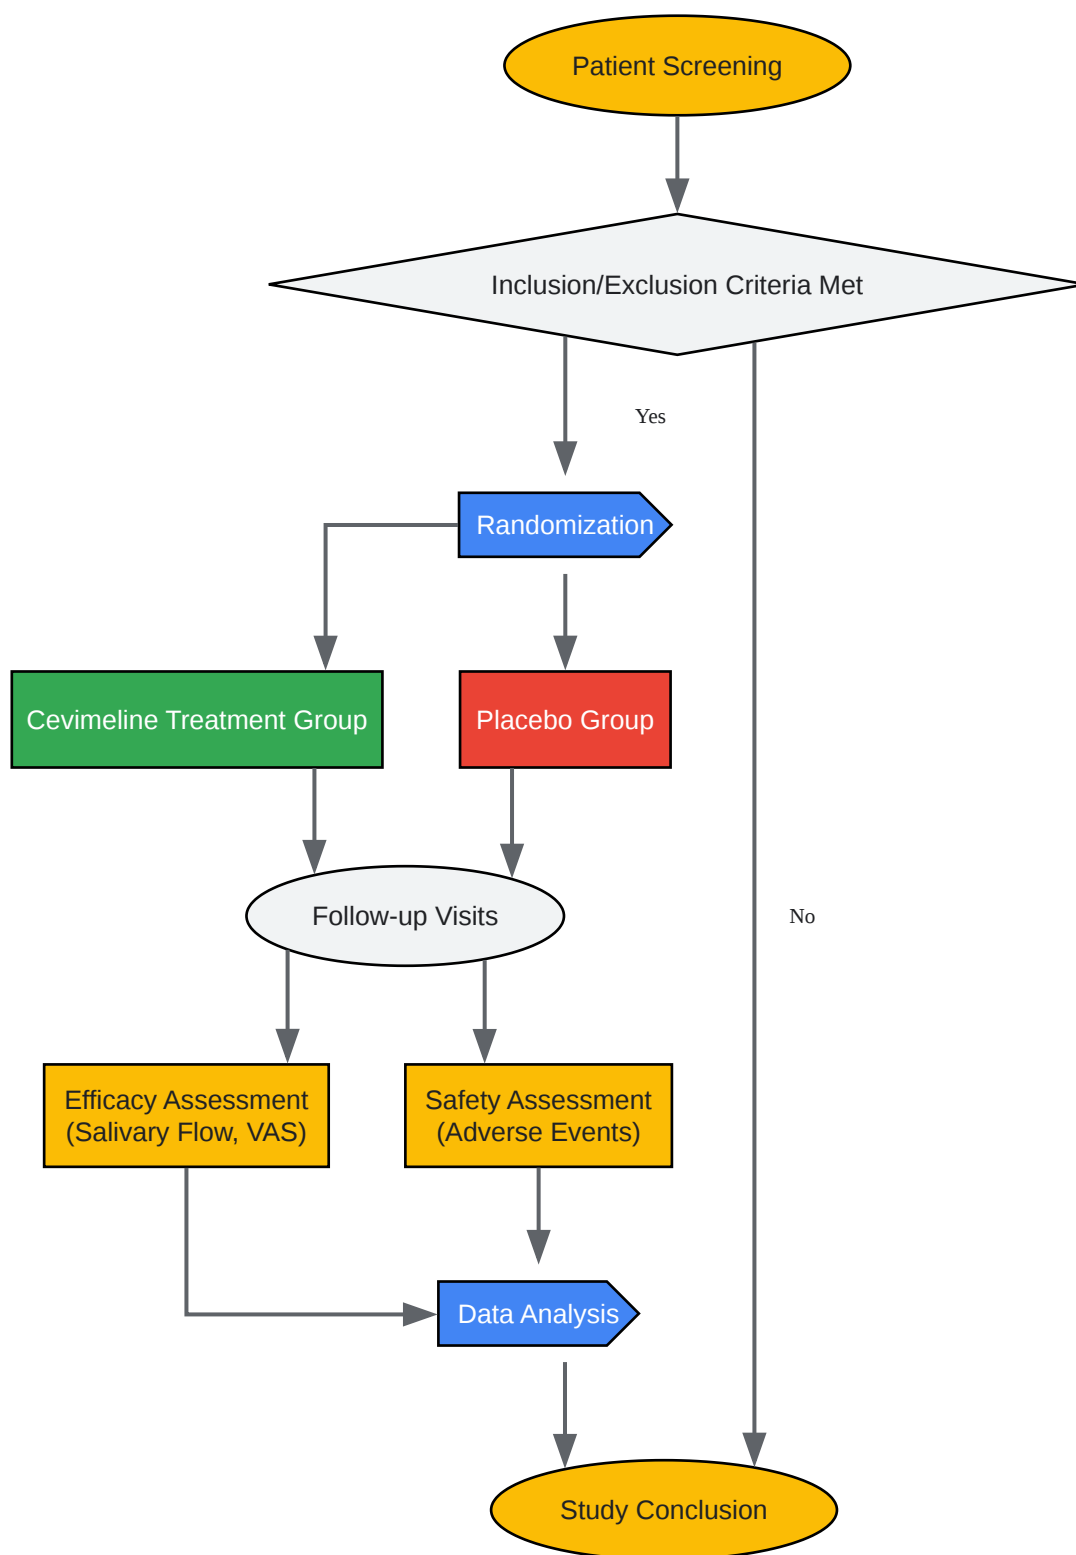 Patient Screening
Inclusion/Exclusion Criteria Met
Yes
Randomization
Cevimeline Treatment Group
Placebo Group
Follow-up Visits
No
Efficacy Assessment
(Salivary Flow, VAS)
Safety Assessment
(Adverse Events)
Data Analysis
Study Conclusion